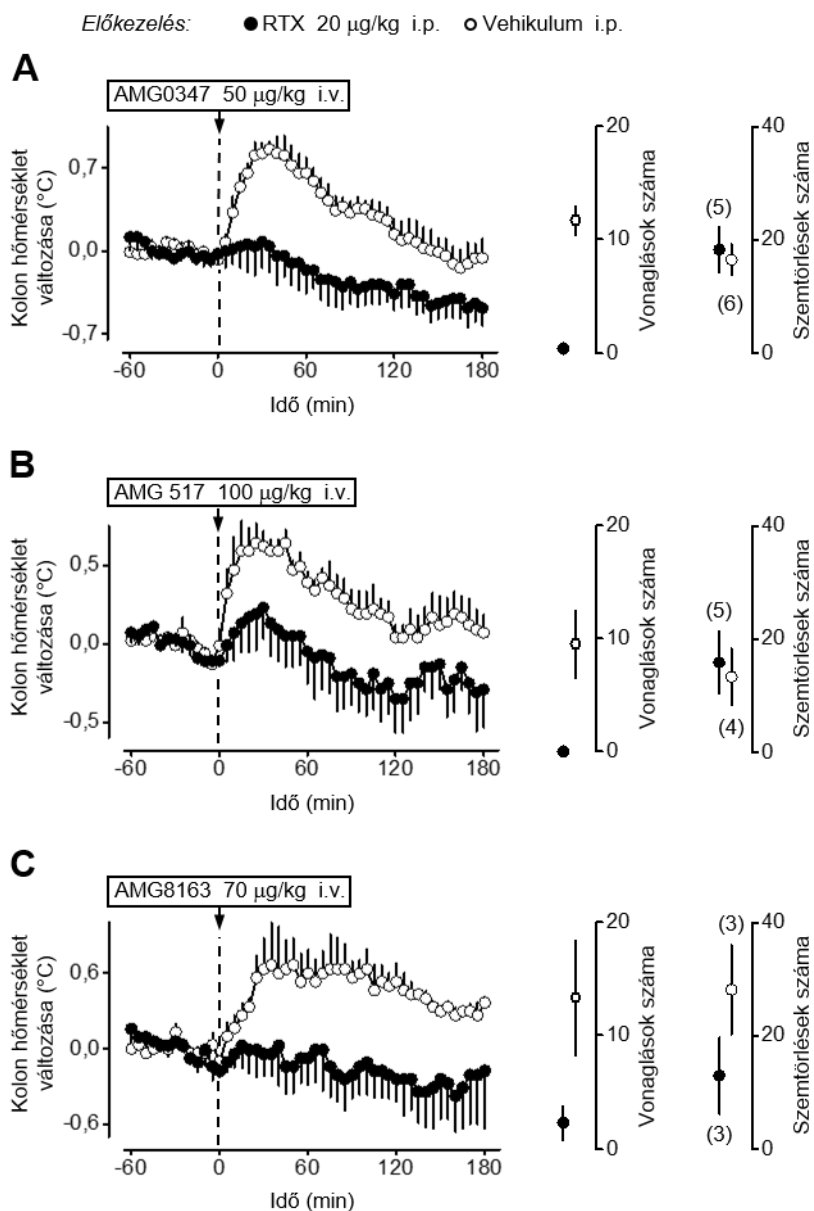 Előkezelés: RTX 20 μg/kg i.p. Vehikulum i.p.
A
AMG0347 50 μg/kg i.v.
Kolon hőmérséklet
változása (°C)
0,7
0,0
-0,7
-60 0 60 120 180
Idő (min)
20
10
0
Vonaglások száma
(5)
(6)
40
20
0
Szemtörlések száma
B
AMG 517 100 μg/kg i.v.
Kolon hőmérséklet
változása (°C)
0,5
0,0
-0,5
-60 0 60 120 180
Idő (min)
20
10
0
Vonaglások száma
(5)
(4)
40
20
0
Szemtörlések száma
C
AMG8163 70 μg/kg i.v.
Kolon hőmérséklet
változása (°C)
0,6
0,0
-0,6
-60 0 60 120 180
Idő (min)
20
10
0
Vonaglások száma
(3)
(3)
40
20
0
Szemtörlések száma